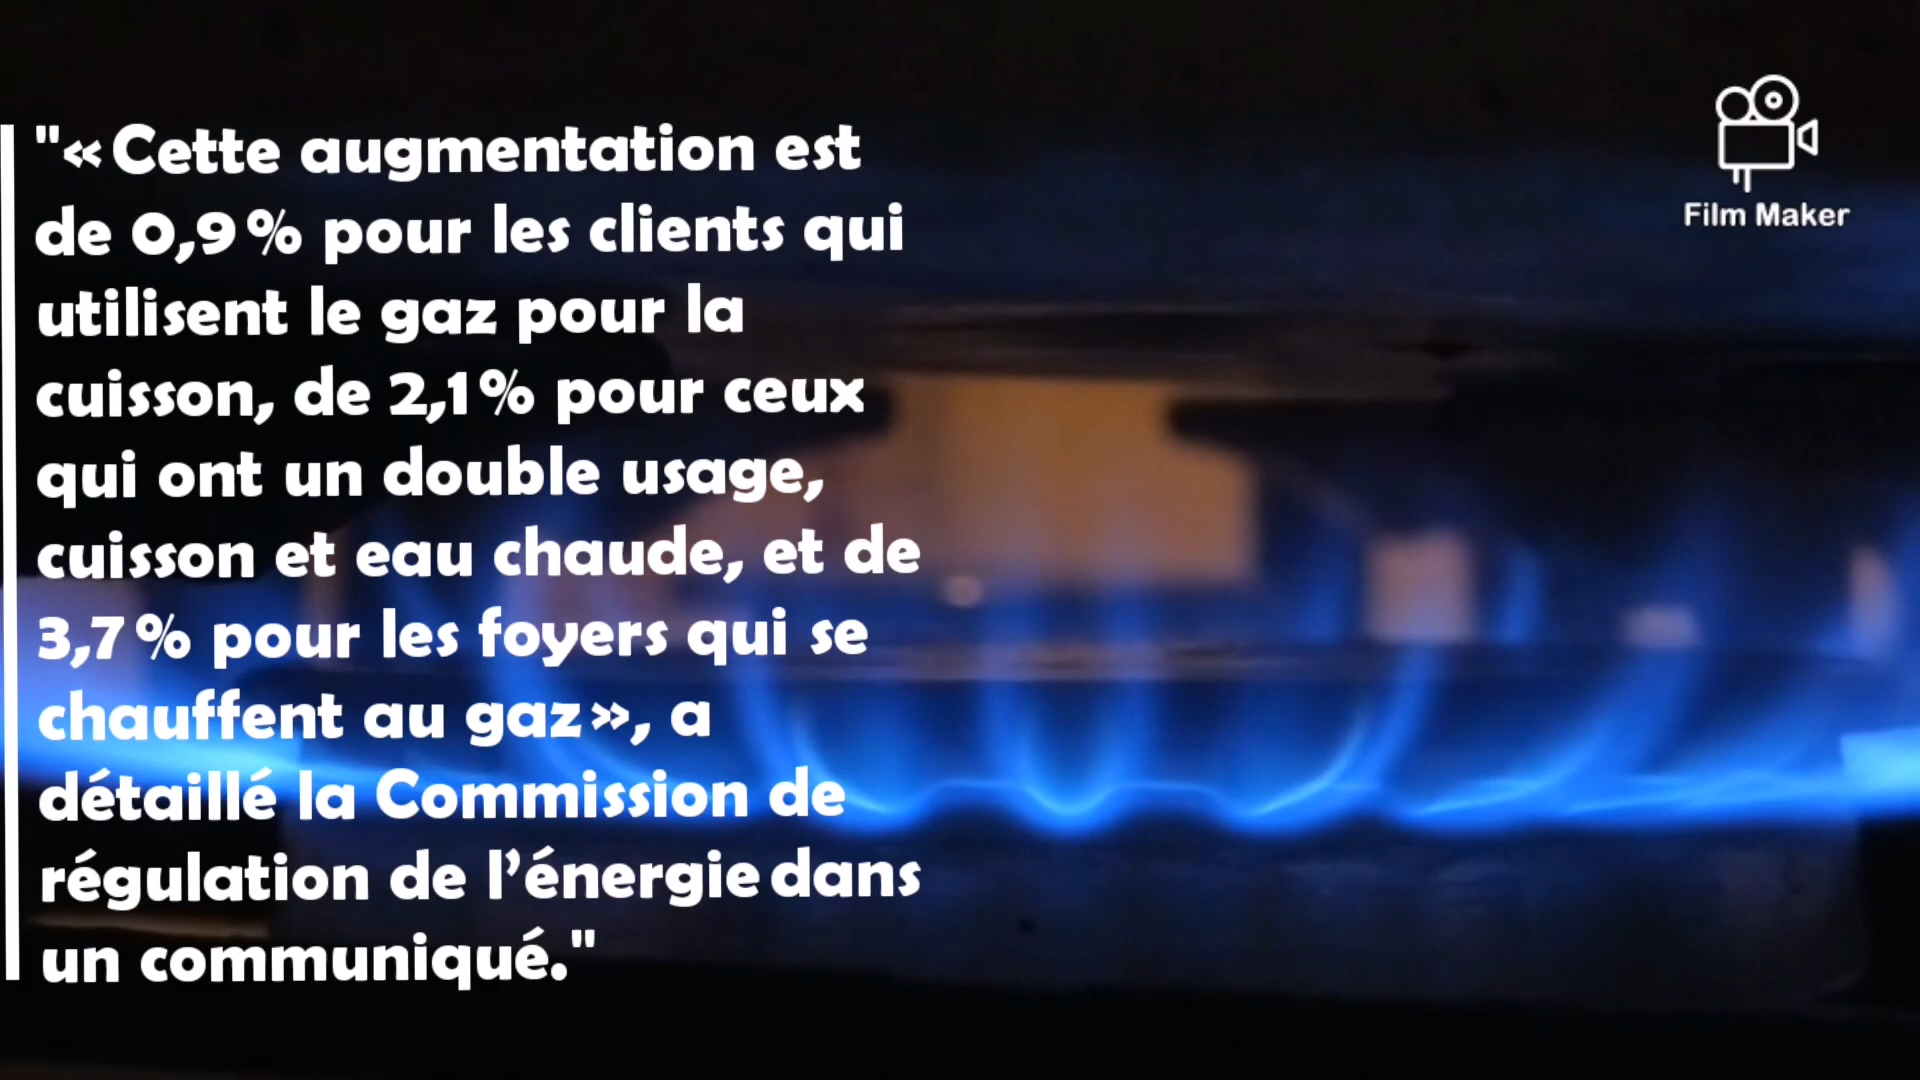 "« Cette augmentation est
de 0,9 % pour les clients qui
utilisent le gaz pour la
cuisson, de 2,1 % pour ceux
qui ont un double usage,
cuisson et eau chaude, et de
3,7 % pour les foyers qui se
chauffent au gaz », a
détaillé la Commission de
régulation de l’énergie dans
un communiqué."
Film Maker